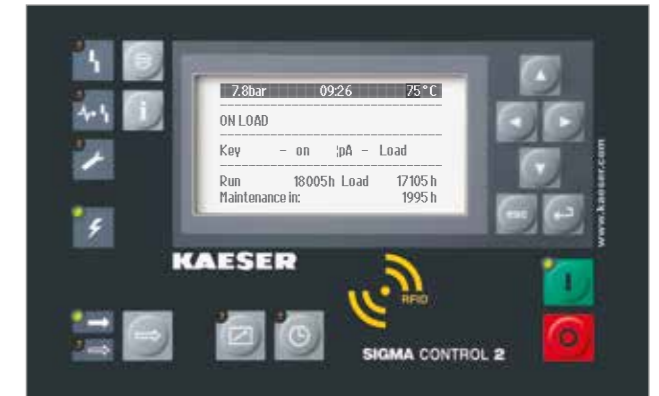 7.8bar 09:26 75°C
ON LOAD
Key - on ¦pA - Load
Run 18005h Load 17105h
Maintenance in: 1995h
esc
i
KAESER
RFID
I
O
SIGMA CONTROL 2
www.kaeser.com